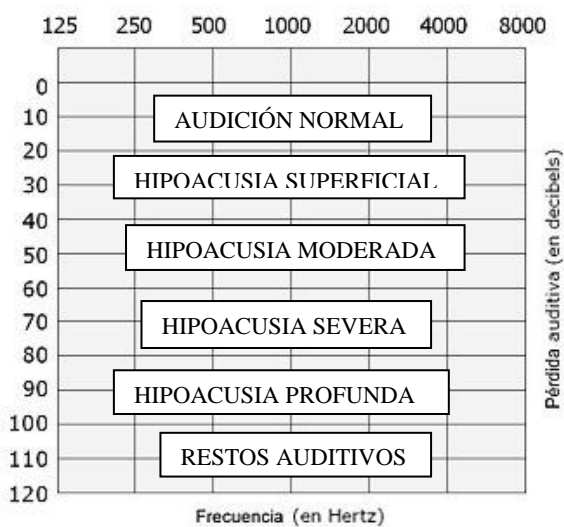 125 250 500 1000 2000 4000 8000
0
10
AUDICIÓN NORMAL
20
30
HIPOACUSIA SUPERFICIAL
40
50
HIPOACUSIA MODERADA
60
70
HIPOACUSIA SEVERA
80
90
HIPOACUSIA PROFUNDA
100
110
RESTOS AUDITIVOS
120
Pérdida auditiva (en decibels)
Frecuencia (en Hertz)